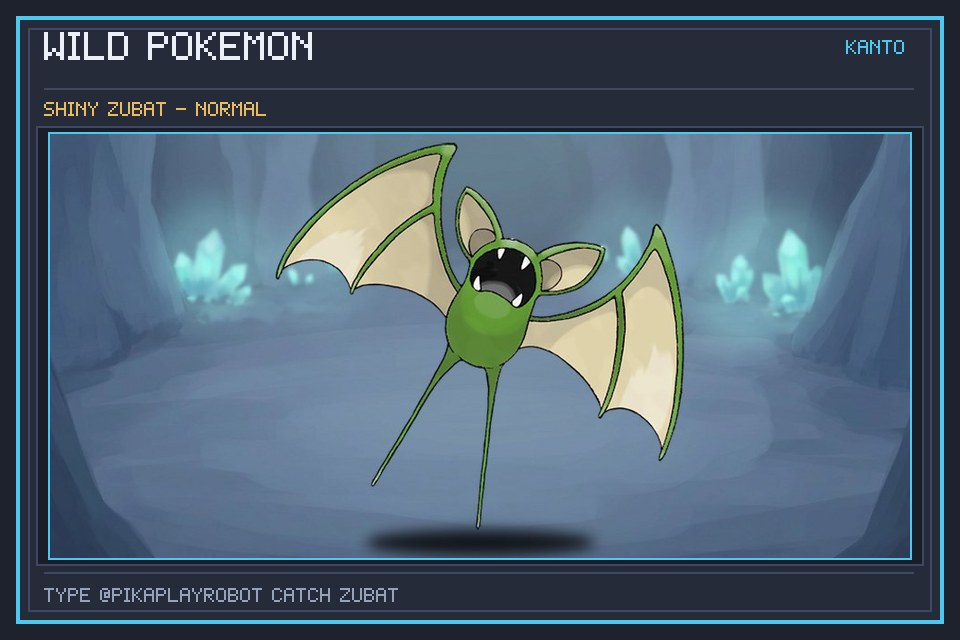 WILD POKEMON
KANTO
SHINY ZUBAT - NORMAL
TYPE @PIKAPLAYROBOT CATCH ZUBAT